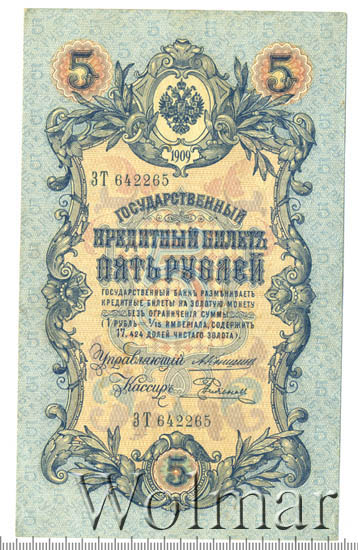 5 5
1909
ЗТ 642265
ГОСУДАРСТВЕННЫЙ
КРЕДИТНЫЙ БИЛЕТЪ
ПЯТЬ РУБЛЕЙ
ГОСУДАРСТВЕННЫЙ БАНКЪ РАЗМѢНИВАЕТЪ
КРЕДИТНЫЕ БИЛЕТЫ НА ЗОЛОТУЮ МОНЕТУ
БЕЗЪ ОГРАНИЧЕНІЯ СУММЫ
(1 РУБЛЬ = 1/15 ИМПЕРІАЛА, СОДЕРЖИТЪ
17,424 ДОЛЕЙ ЧИСТАГО ЗОЛОТА)
Управляющій
Кассиръ
ЗТ 642265
5
Wolmar